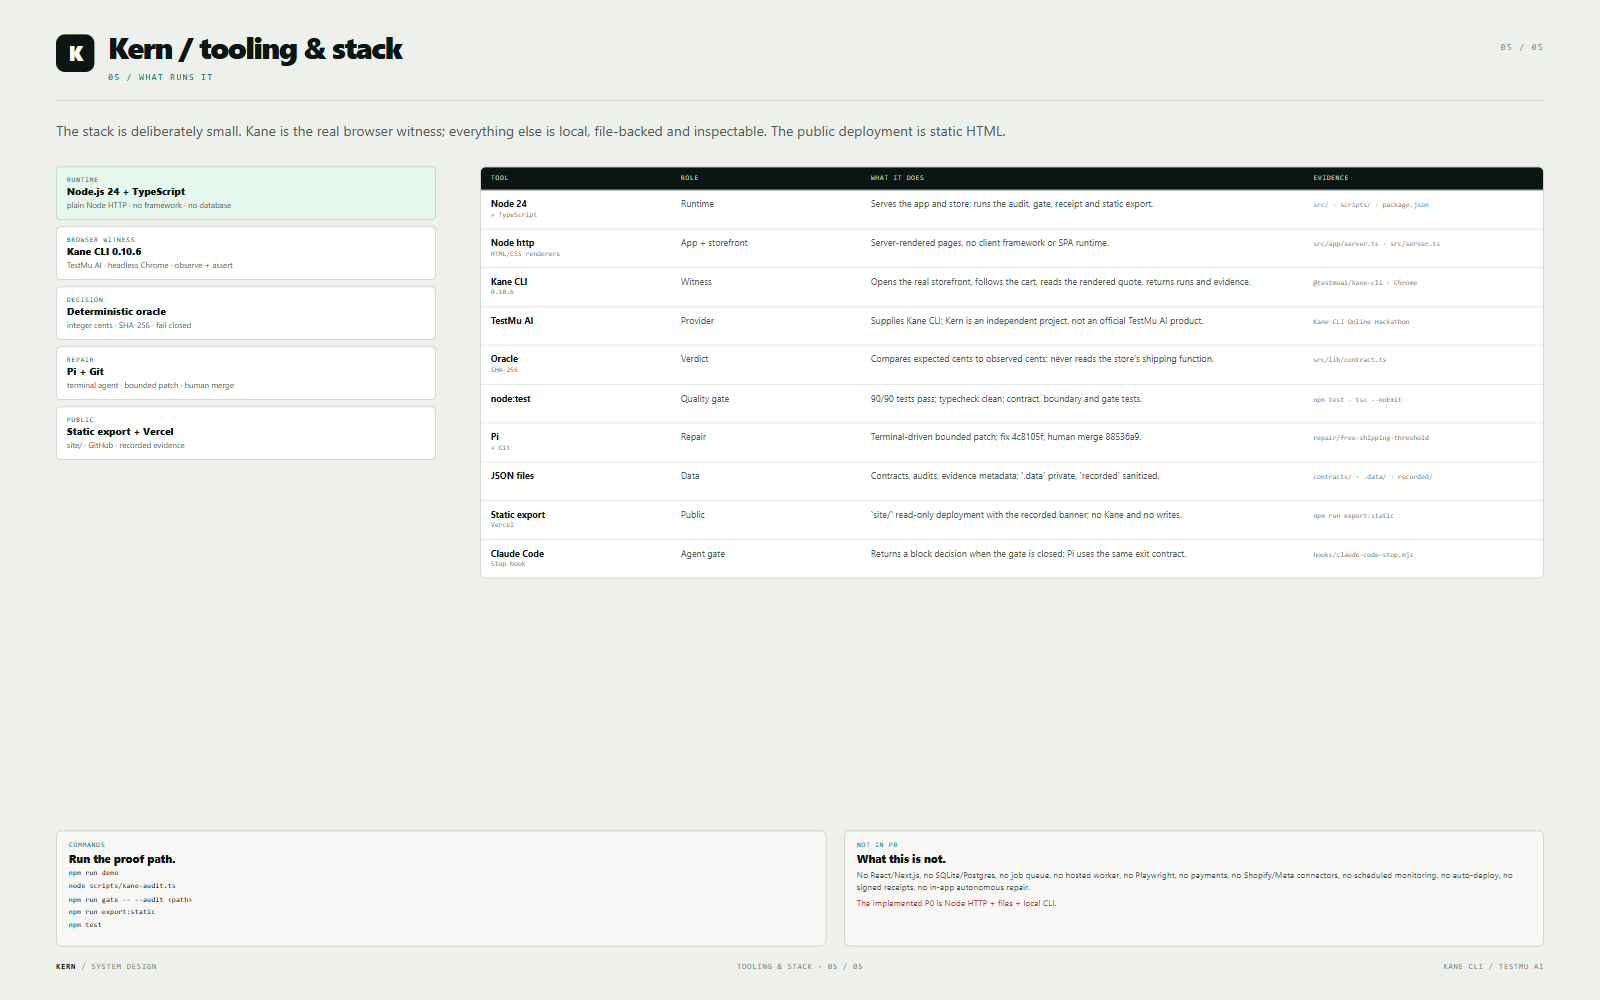 K
Kern / tooling & stack
05 / WHAT RUNS IT
05 / 05
The stack is deliberately small. Kane is the real browser witness; everything else is local, file-backed and inspectable. The public deployment is static HTML.
RUNTIME
Node.js 24 + TypeScript
plain Node HTTP · no framework · no database
BROWSER WITNESS
Kane CLI 0.10.6
TestMu AI · headless Chrome · observe + assert
DECISION
Deterministic oracle
integer cents · SHA-256 · fail closed
REPAIR
Pi + Git
terminal agent · bounded patch · human merge
PUBLIC
Static export + Vercel
site/ · GitHub · recorded evidence
TOOL ROLE WHAT IT DOES EVIDENCE
Node 24 Runtime Serves the app and store; runs the audit, gate, receipt and static export. src/ · scripts/ · package.json
+ TypeScript
Node http App + storefront Server-rendered pages, no client framework or SPA runtime. src/app/server.ts · src/server.ts
HTML/CSS renderers
Kane CLI Witness Opens the real storefront, follows the cart, reads the rendered quote, returns runs and evidence. @testmuai/kane-cli · Chrome
0.10.6
TestMu AI Provider Supplies Kane CLI; Kern is an independent project, not an official TestMu AI product. Kane CLI Online Hackathon
Oracle Verdict Compares expected cents to observed cents; never reads the store's shipping function. src/lib/contract.ts
SHA-256
node:test Quality gate 90/90 tests pass; typecheck clean; contract, boundary and gate tests. npm test · tsc --noEmit
Pi Repair Terminal-driven bounded patch; fix 4c8105f; human merge 88536a9. repair/free-shipping-threshold
+ Git
JSON files Data Contracts, audits, evidence metadata; `.data` private, `recorded` sanitized. contracts/ · .data/ · recorded/
Static export Public `site/` read-only deployment with the recorded banner; no Kane and no writes. npm run export:static
Vercel
Claude Code Agent gate Returns a block decision when the gate is closed; Pi uses the same exit contract. hooks/claude-code-stop.mjs
Stop hook
COMMANDS
Run the proof path.
npm run demo
node scripts/kane-audit.ts
npm run gate -- --audit <path>
npm run export:static
npm test
NOT IN P0
What this is not.
No React/Next.js, no SQLite/Postgres, no job queue, no hosted worker, no Playwright, no payments, no Shopify/Meta connectors, no scheduled monitoring, no auto-deploy, no
signed receipts, no in-app autonomous repair.
The implemented P0 is Node HTTP + files + local CLI.
KERN / SYSTEM DESIGN
TOOLING & STACK · 05 / 05
KANE CLI / TESTMU AI